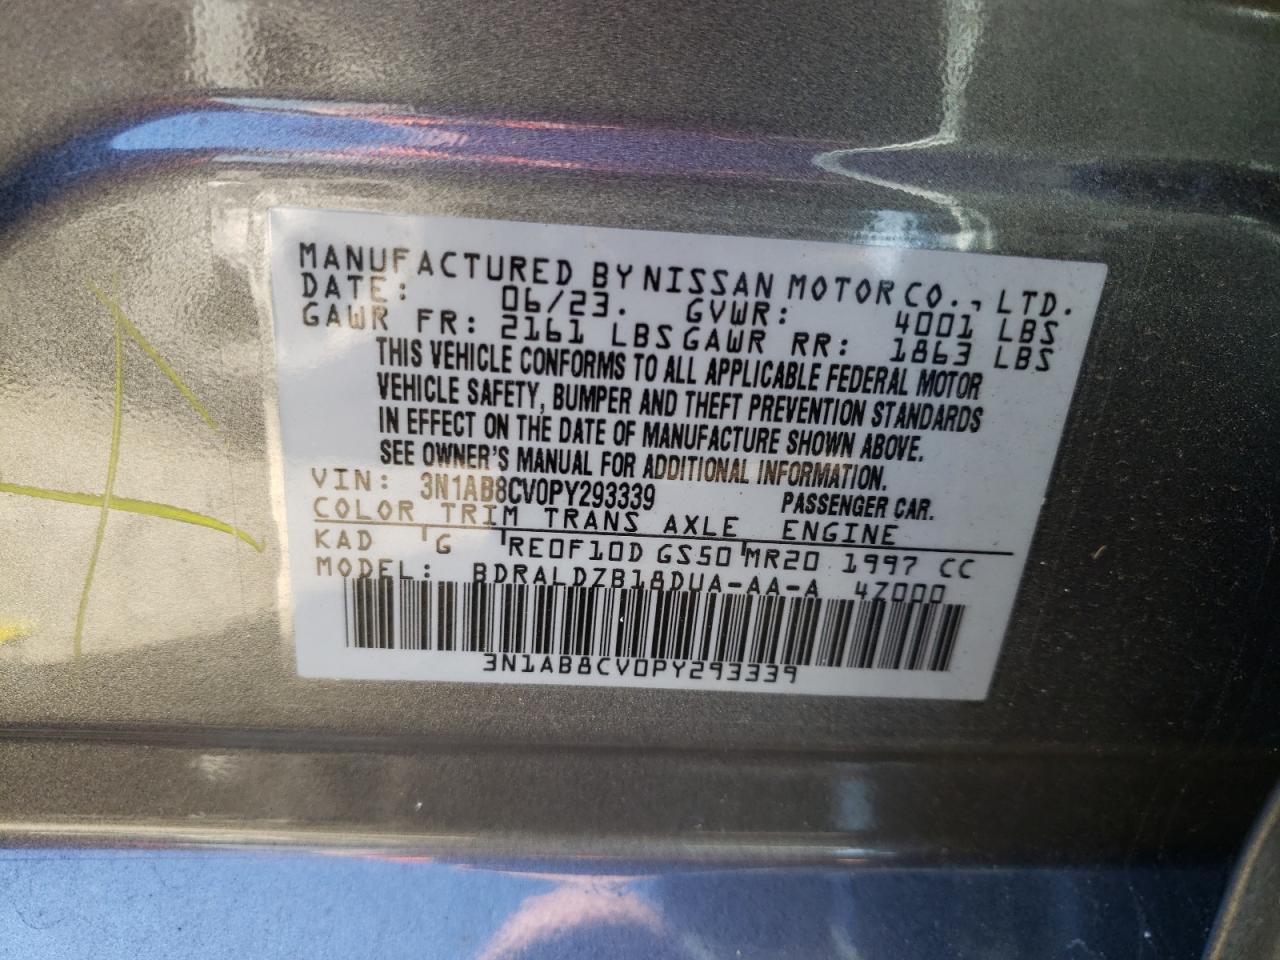 MANUFACTURED BY NISSAN MOTOR CO., LTD.
DATE: 06/23. GVWR: 4001 LBS
GAWR FR: 2161 LBS GAWR RR: 1863 LBS
THIS VEHICLE CONFORMS TO ALL APPLICABLE FEDERAL MOTOR
VEHICLE SAFETY, BUMPER AND THEFT PREVENTION STANDARDS
IN EFFECT ON THE DATE OF MANUFACTURE SHOWN ABOVE.
SEE OWNER'S MANUAL FOR ADDITIONAL INFORMATION.
VIN: 3N1AB8CV0PY293339 PASSENGER CAR.
COLOR TRIM TRANS AXLE ENGINE
KAD G RE0F10D GS50 MR20 1997 CC
MODEL: BDRALDZB18DUA-AA-A 4Z000
3N1AB8CV0PY293339